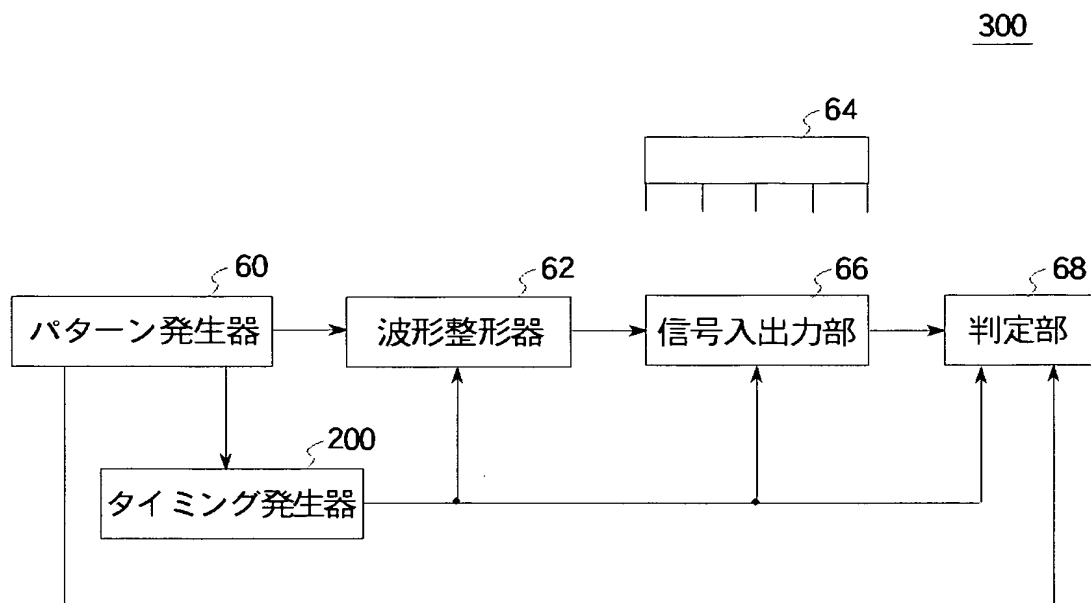 300
64
60
62
66
68
パターン発生器
波形整形器
信号入出力部
判定部
200
タイミング発生器